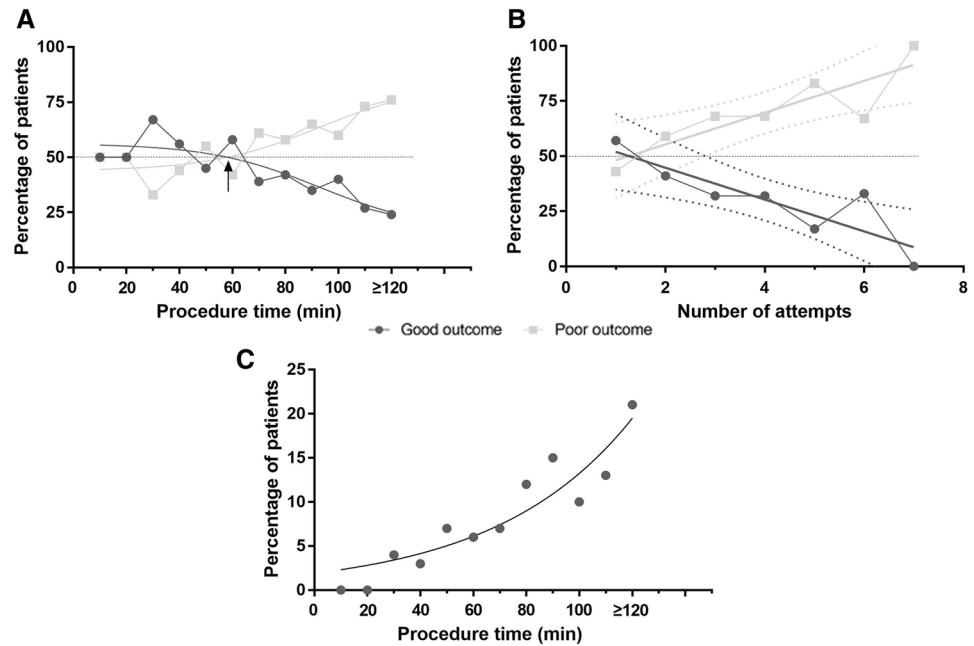 A
Percentage of patients
100
75
50
25
0
0 20 40 60 80 100 ≥120
Procedure time (min)
B
Percentage of patients
100
75
50
25
0
0 2 4 6 8
Number of attempts
Good outcome Poor outcome
C
Percentage of patients
25
20
15
10
5
0
0 20 40 60 80 100 ≥120
Procedure time (min)